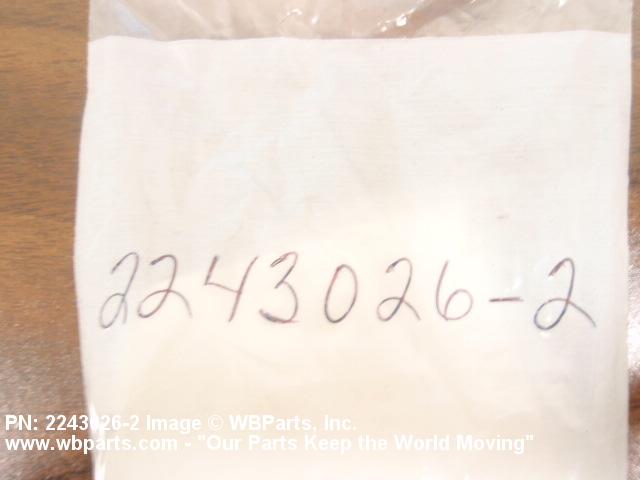 2243026-2
PN: 2243026-2 Image © WBParts, Inc.
www.wbparts.com - "Our Parts Keep the World Moving"